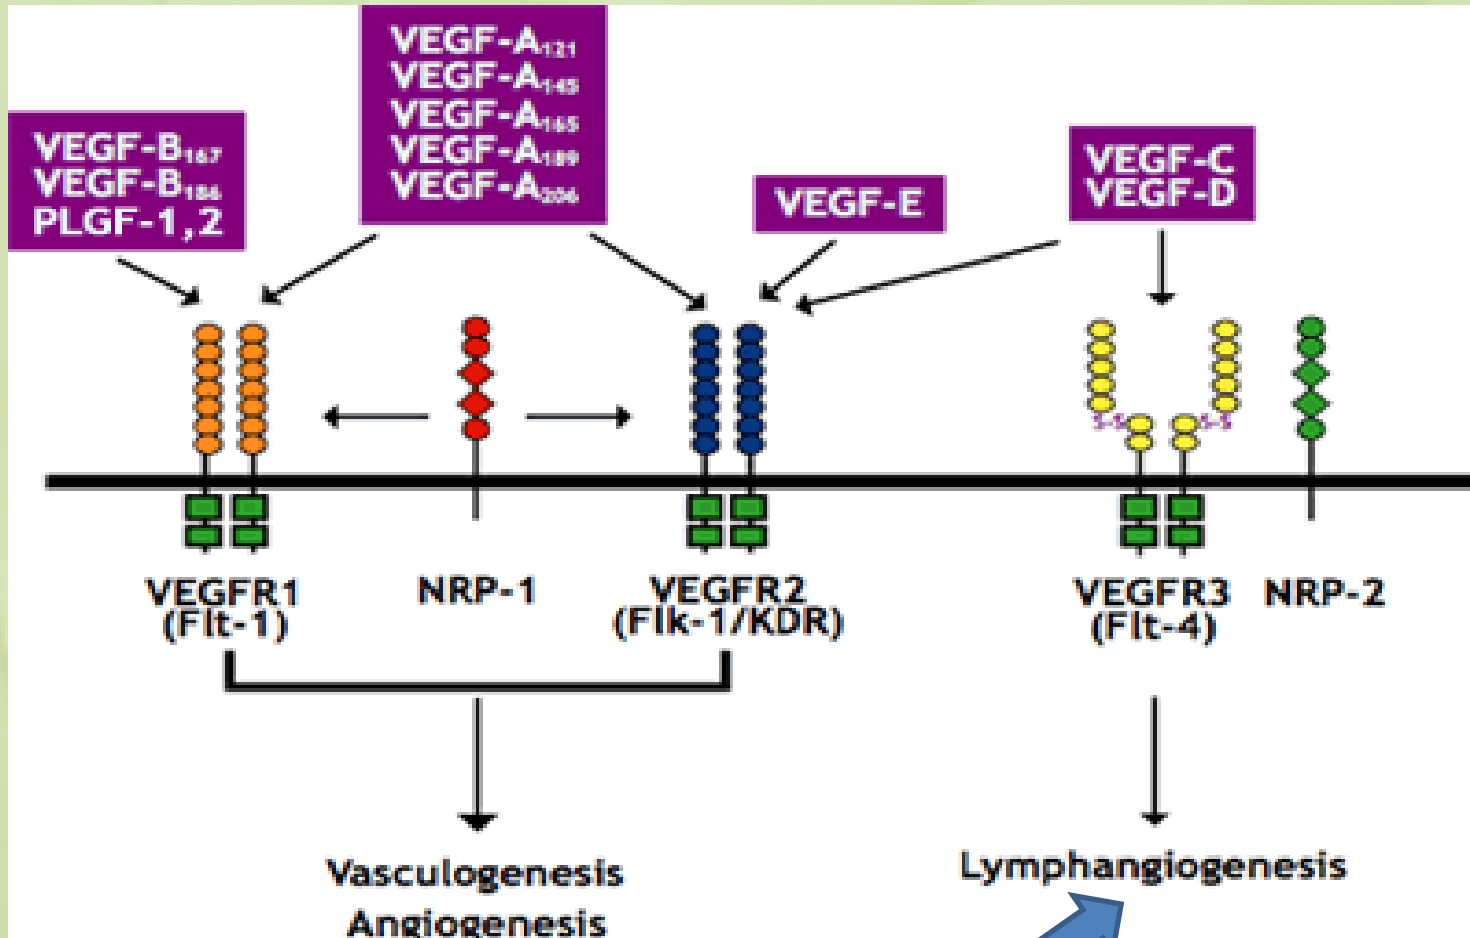 VEGF-A₁₂₁
VEGF-A₁₄₅
VEGF-A₁₆₅
VEGF-A₁₈₉
VEGF-A₂₀₆
VEGF-B₁₆₇
VEGF-B₁₈₆
PLGF-1,2
VEGF-E
VEGF-C
VEGF-D
S-S
S-S
VEGFR1
(Flt-1)
NRP-1
VEGFR2
(Flk-1/KDR)
VEGFR3
(Flt-4)
NRP-2
Vasculogenesis
Angiogenesis
Lymphangiogenesis